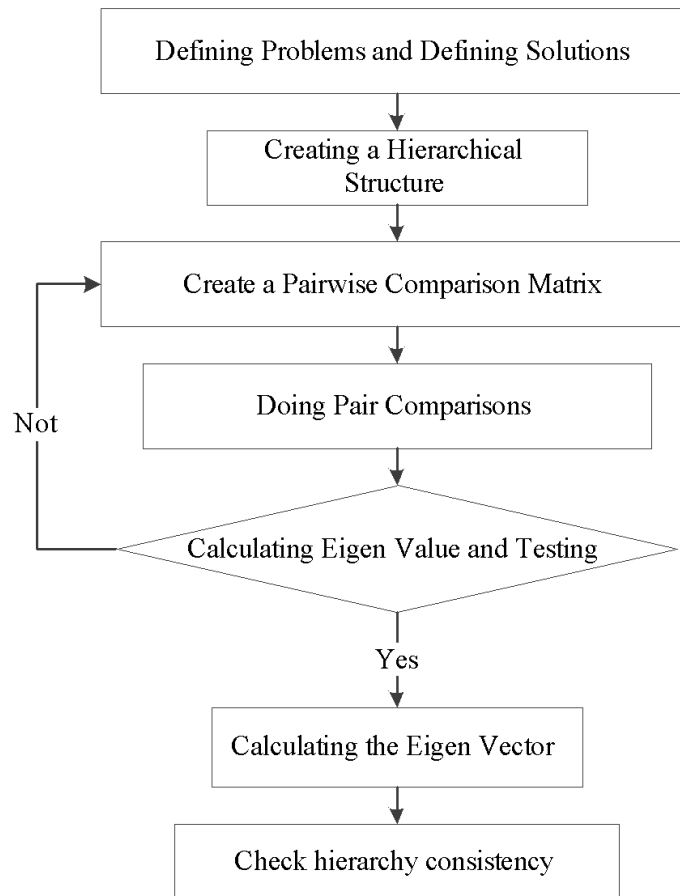 Defining Problems and Defining Solutions
Creating a Hierarchical
Structure
Create a Pairwise Comparison Matrix
Doing Pair Comparisons
Not
Calculating Eigen Value and Testing
Yes
Calculating the Eigen Vector
Check hierarchy consistency